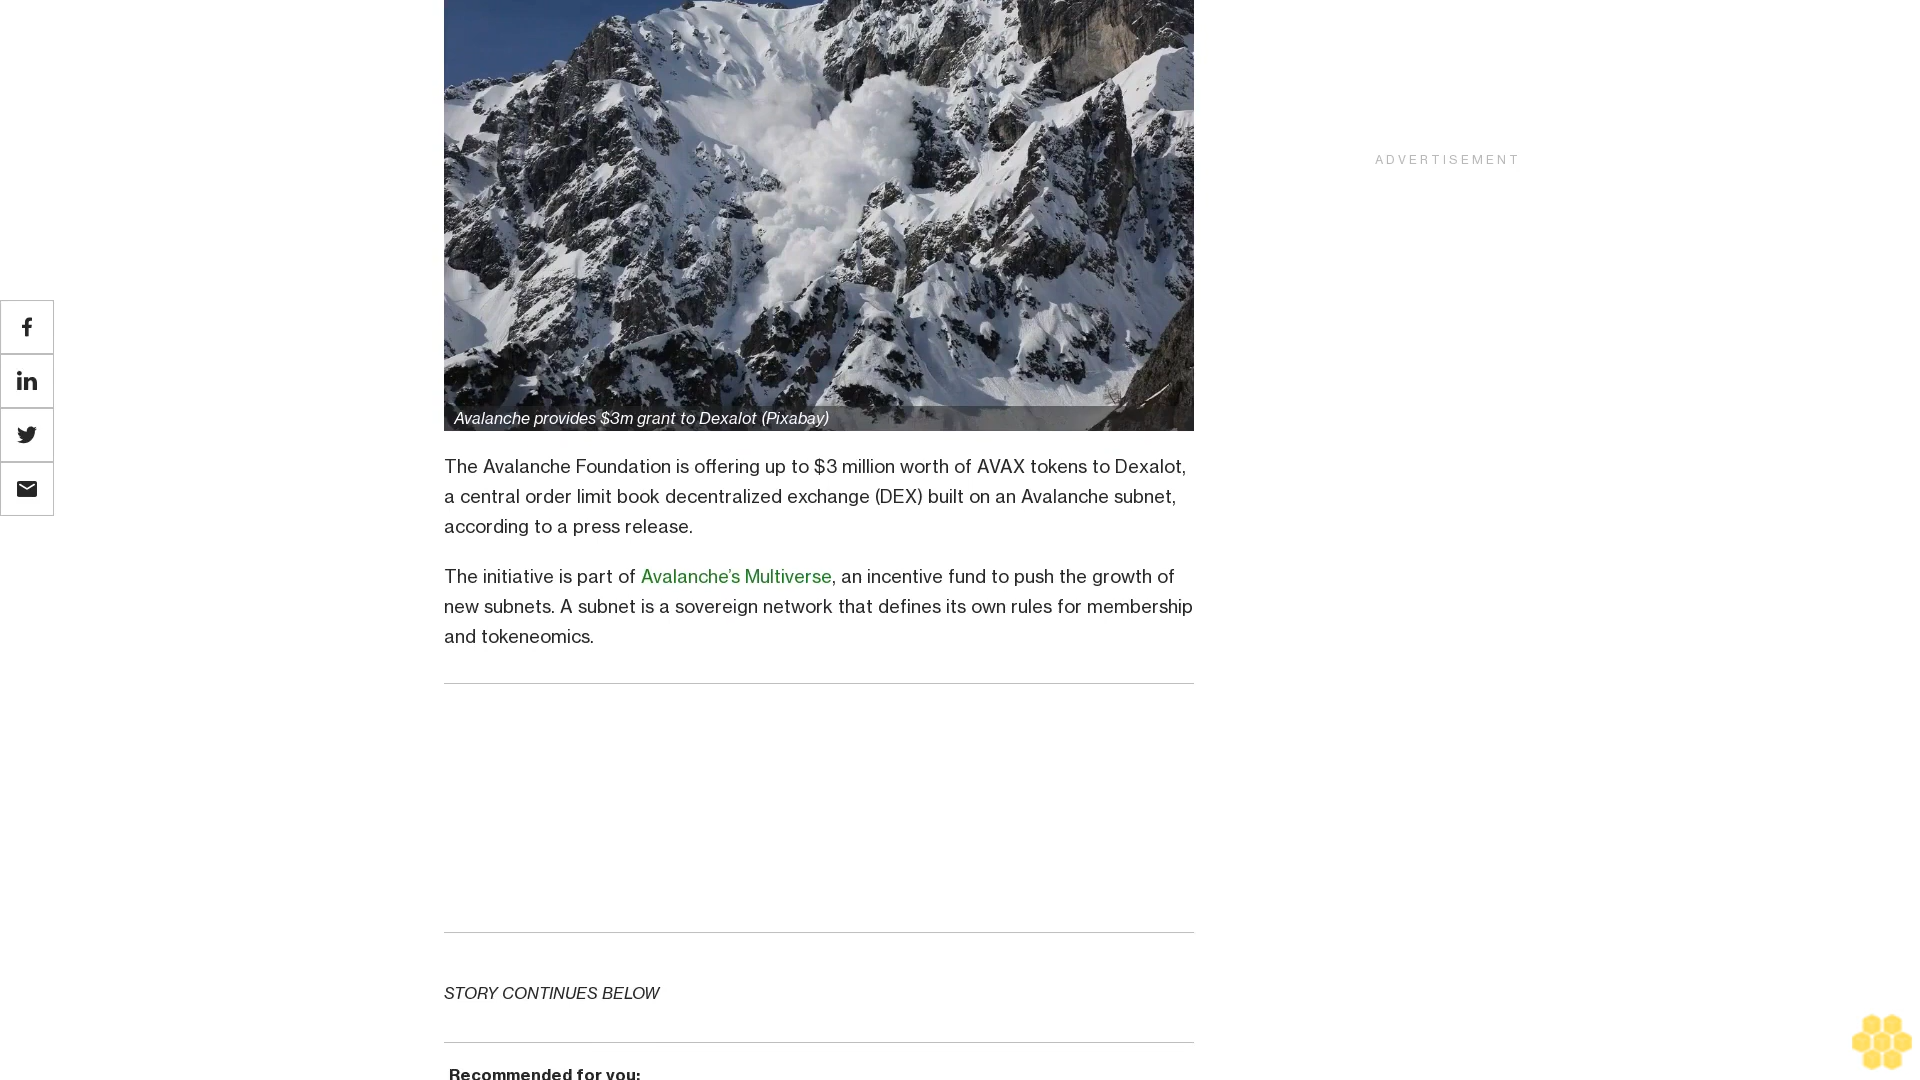 ADVERTISEMENT
Avalanche provides $3m grant to Dexalot (Pixabay)
The Avalanche Foundation is offering up to $3 million worth of AVAX tokens to Dexalot,
a central order limit book decentralized exchange (DEX) built on an Avalanche subnet,
according to a press release.
The initiative is part of Avalanche’s Multiverse, an incentive fund to push the growth of
new subnets. A subnet is a sovereign network that defines its own rules for membership
and tokeneomics.
STORY CONTINUES BELOW
Recommended for you: